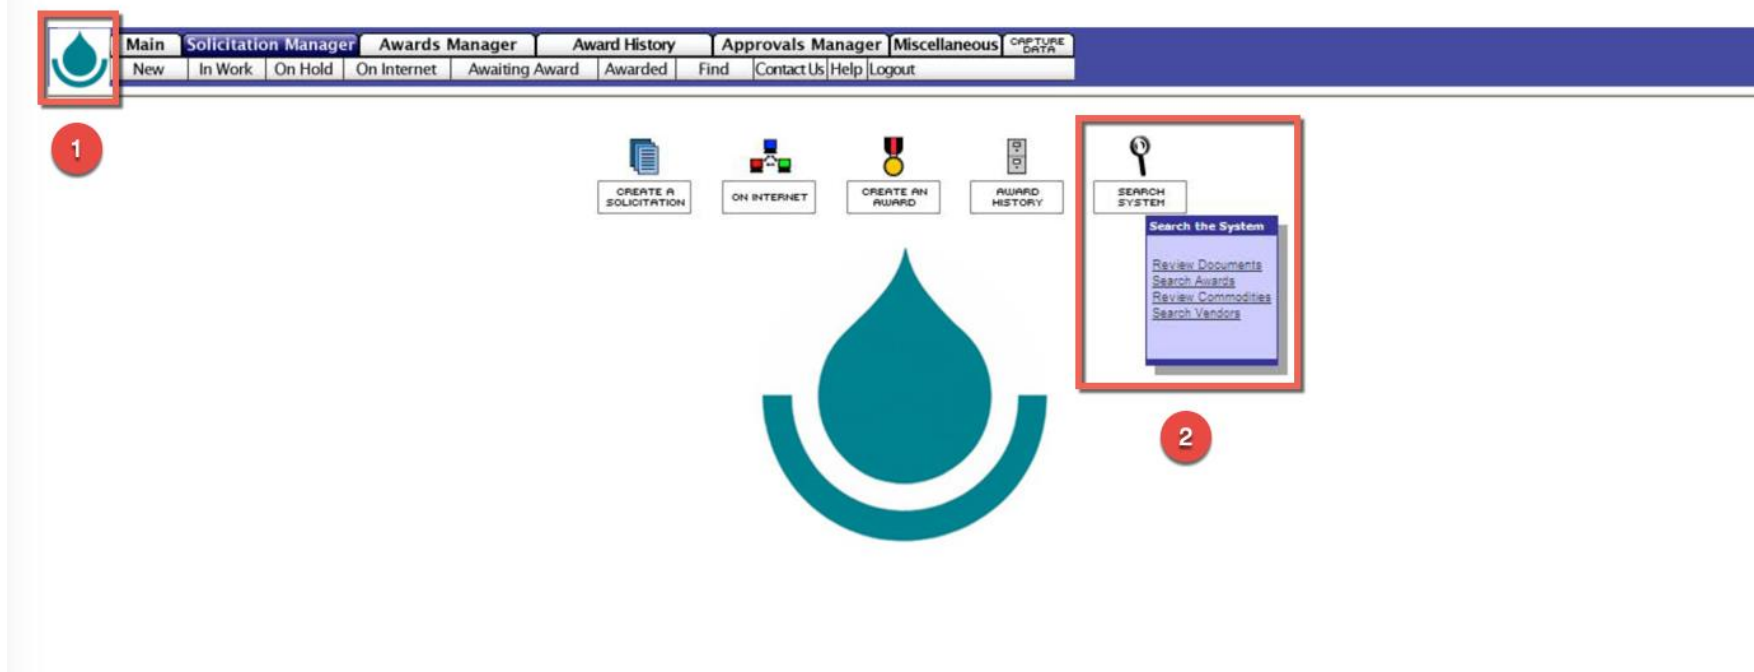 Main Solicitation Manager Awards Manager Award History Approvals Manager Miscellaneous CAPTURE DATA
New In Work On Hold On Internet Awaiting Award Awarded Find Contact Us Help Logout
1
CREATE A
SOLICITATION
ON INTERNET
CREATE AN
AWARD
AWARD
HISTORY
SEARCH
SYSTEM
Search the System
Review Documents
Search Awards
Review Commodities
Search Vendors
2